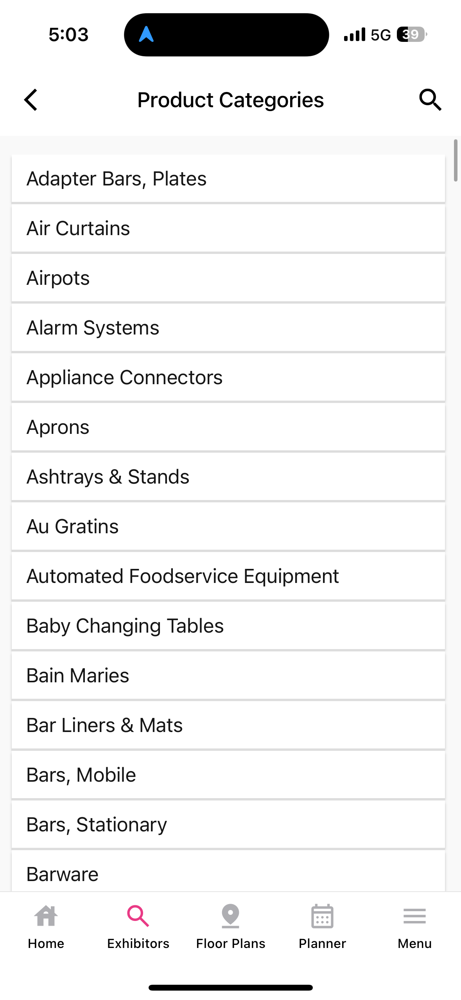 5:03
5G 39
Product Categories
Adapter Bars, Plates
Air Curtains
Airpots
Alarm Systems
Appliance Connectors
Aprons
Ashtrays & Stands
Au Gratins
Automated Foodservice Equipment
Baby Changing Tables
Bain Maries
Bar Liners & Mats
Bars, Mobile
Bars, Stationary
Barware
Home Exhibitors Floor Plans Planner Menu